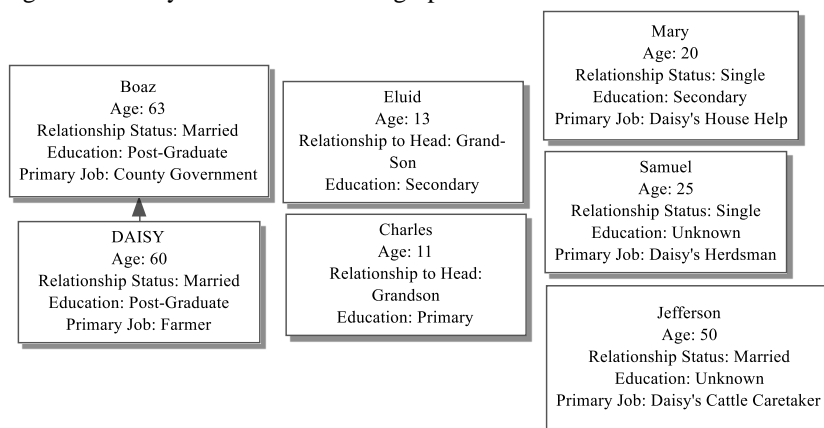 Boaz
Age: 63
Relationship Status: Married
Education: Post-Graduate
Primary Job: County Government
DAISY
Age: 60
Relationship Status: Married
Education: Post-Graduate
Primary Job: Farmer
Eluid
Age: 13
Relationship to Head: Grand-
Son
Education: Secondary
Charles
Age: 11
Relationship to Head:
Grandson
Education: Primary
Mary
Age: 20
Relationship Status: Single
Education: Secondary
Primary Job: Daisy's House Help
Samuel
Age: 25
Relationship Status: Single
Education: Unknown
Primary Job: Daisy's Herdsman
Jefferson
Age: 50
Relationship Status: Married
Education: Unknown
Primary Job: Daisy's Cattle Caretaker